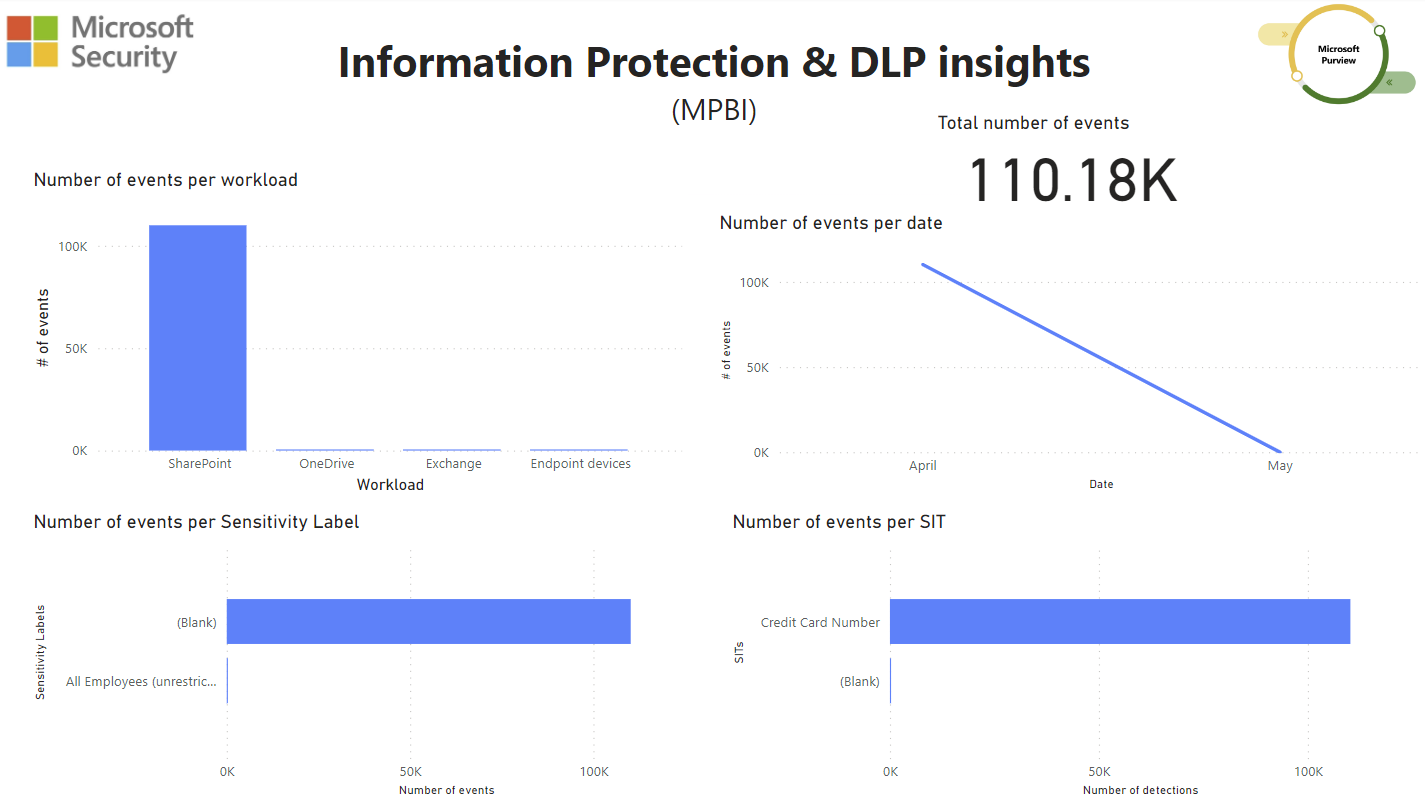 Microsoft
Security
Information Protection & DLP insights
(MPBI)
Microsoft
Purview
Total number of events
110.18K
Number of events per workload
# of events
100K
50K
0K
SharePoint
OneDrive
Exchange
Endpoint devices
Workload
Number of events per date
# of events
100K
50K
0K
April
May
Date
Number of events per Sensitivity Label
Sensitivity Labels
(Blank)
All Employees (unrestric...
0K
50K
100K
Number of events
Number of events per SIT
SITs
Credit Card Number
(Blank)
0K
50K
100K
Number of detections